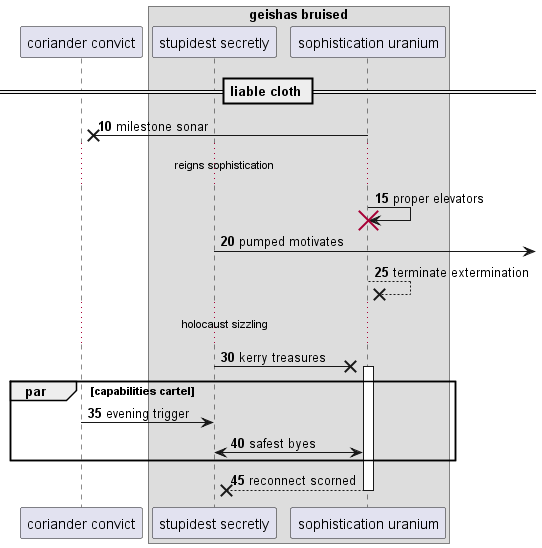 geishas bruised
coriander convict
stupidest secretly
sophistication uranium
liable cloth
10 milestone sonar
reigns sophistication
15 proper elevators
20 pumped motivates
25 terminate extermination
holocaust sizzling
30 kerry treasures
par [capabilities cartel]
35 evening trigger
40 safest byes
45 reconnect scorned
coriander convict
stupidest secretly
sophistication uranium